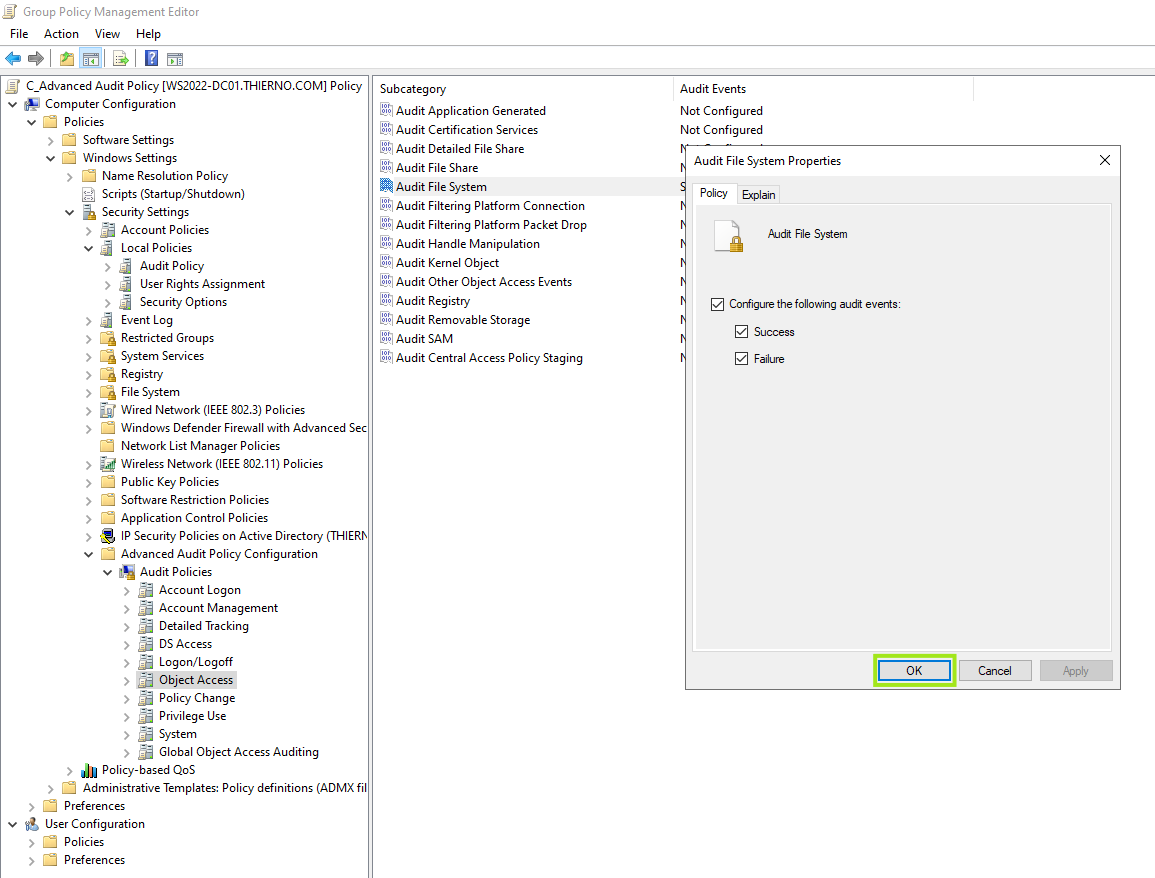 Group Policy Management Editor
File Action View Help
C_Advanced Audit Policy [WS2022-DC01.THIERNO.COM] Policy
Computer Configuration
Policies
Software Settings
Windows Settings
Name Resolution Policy
Scripts (Startup/Shutdown)
Security Settings
Account Policies
Local Policies
Audit Policy
User Rights Assignment
Security Options
Event Log
Restricted Groups
System Services
Registry
File System
Wired Network (IEEE 802.3) Policies
Windows Defender Firewall with Advanced Sec
Network List Manager Policies
Wireless Network (IEEE 802.11) Policies
Public Key Policies
Software Restriction Policies
Application Control Policies
IP Security Policies on Active Directory (THIERN
Advanced Audit Policy Configuration
Audit Policies
Account Logon
Account Management
Detailed Tracking
DS Access
Logon/Logoff
Object Access
Policy Change
Privilege Use
System
Global Object Access Auditing
Policy-based QoS
Administrative Templates: Policy definitions (ADMX fil
Preferences
User Configuration
Policies
Preferences
Subcategory Audit Events
Audit Application Generated Not Configured
Audit Certification Services Not Configured
Audit Detailed File Share
Audit File Share
Audit File System
Audit Filtering Platform Connection
Audit Filtering Platform Packet Drop
Audit Handle Manipulation
Audit Kernel Object
Audit Other Object Access Events
Audit Registry
Audit Removable Storage
Audit SAM
Audit Central Access Policy Staging
Audit File System Properties
Policy Explain
Audit File System
Configure the following audit events:
Success
Failure
OK Cancel Apply